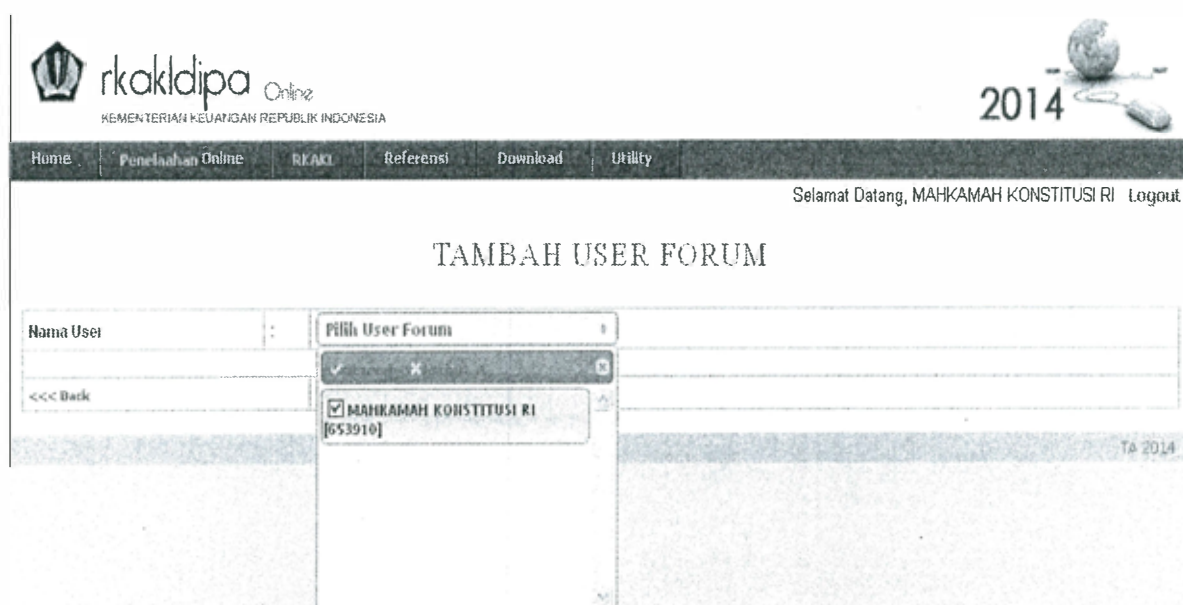 rkakldipa Online
KEMENTERIAN KEUANGAN REPUBLIK INDONESIA
2014
Home Penelaahan Online RKAKL Referensi Download Utility
Selamat Datang, MAHKAMAH KONSTITUSI RI Logout
TAMBAH USER FORUM
Nama User : Pilih User Forum
<<< Back
MAHKAMAH KONSTITUSI RI
[653910]
TA 2014